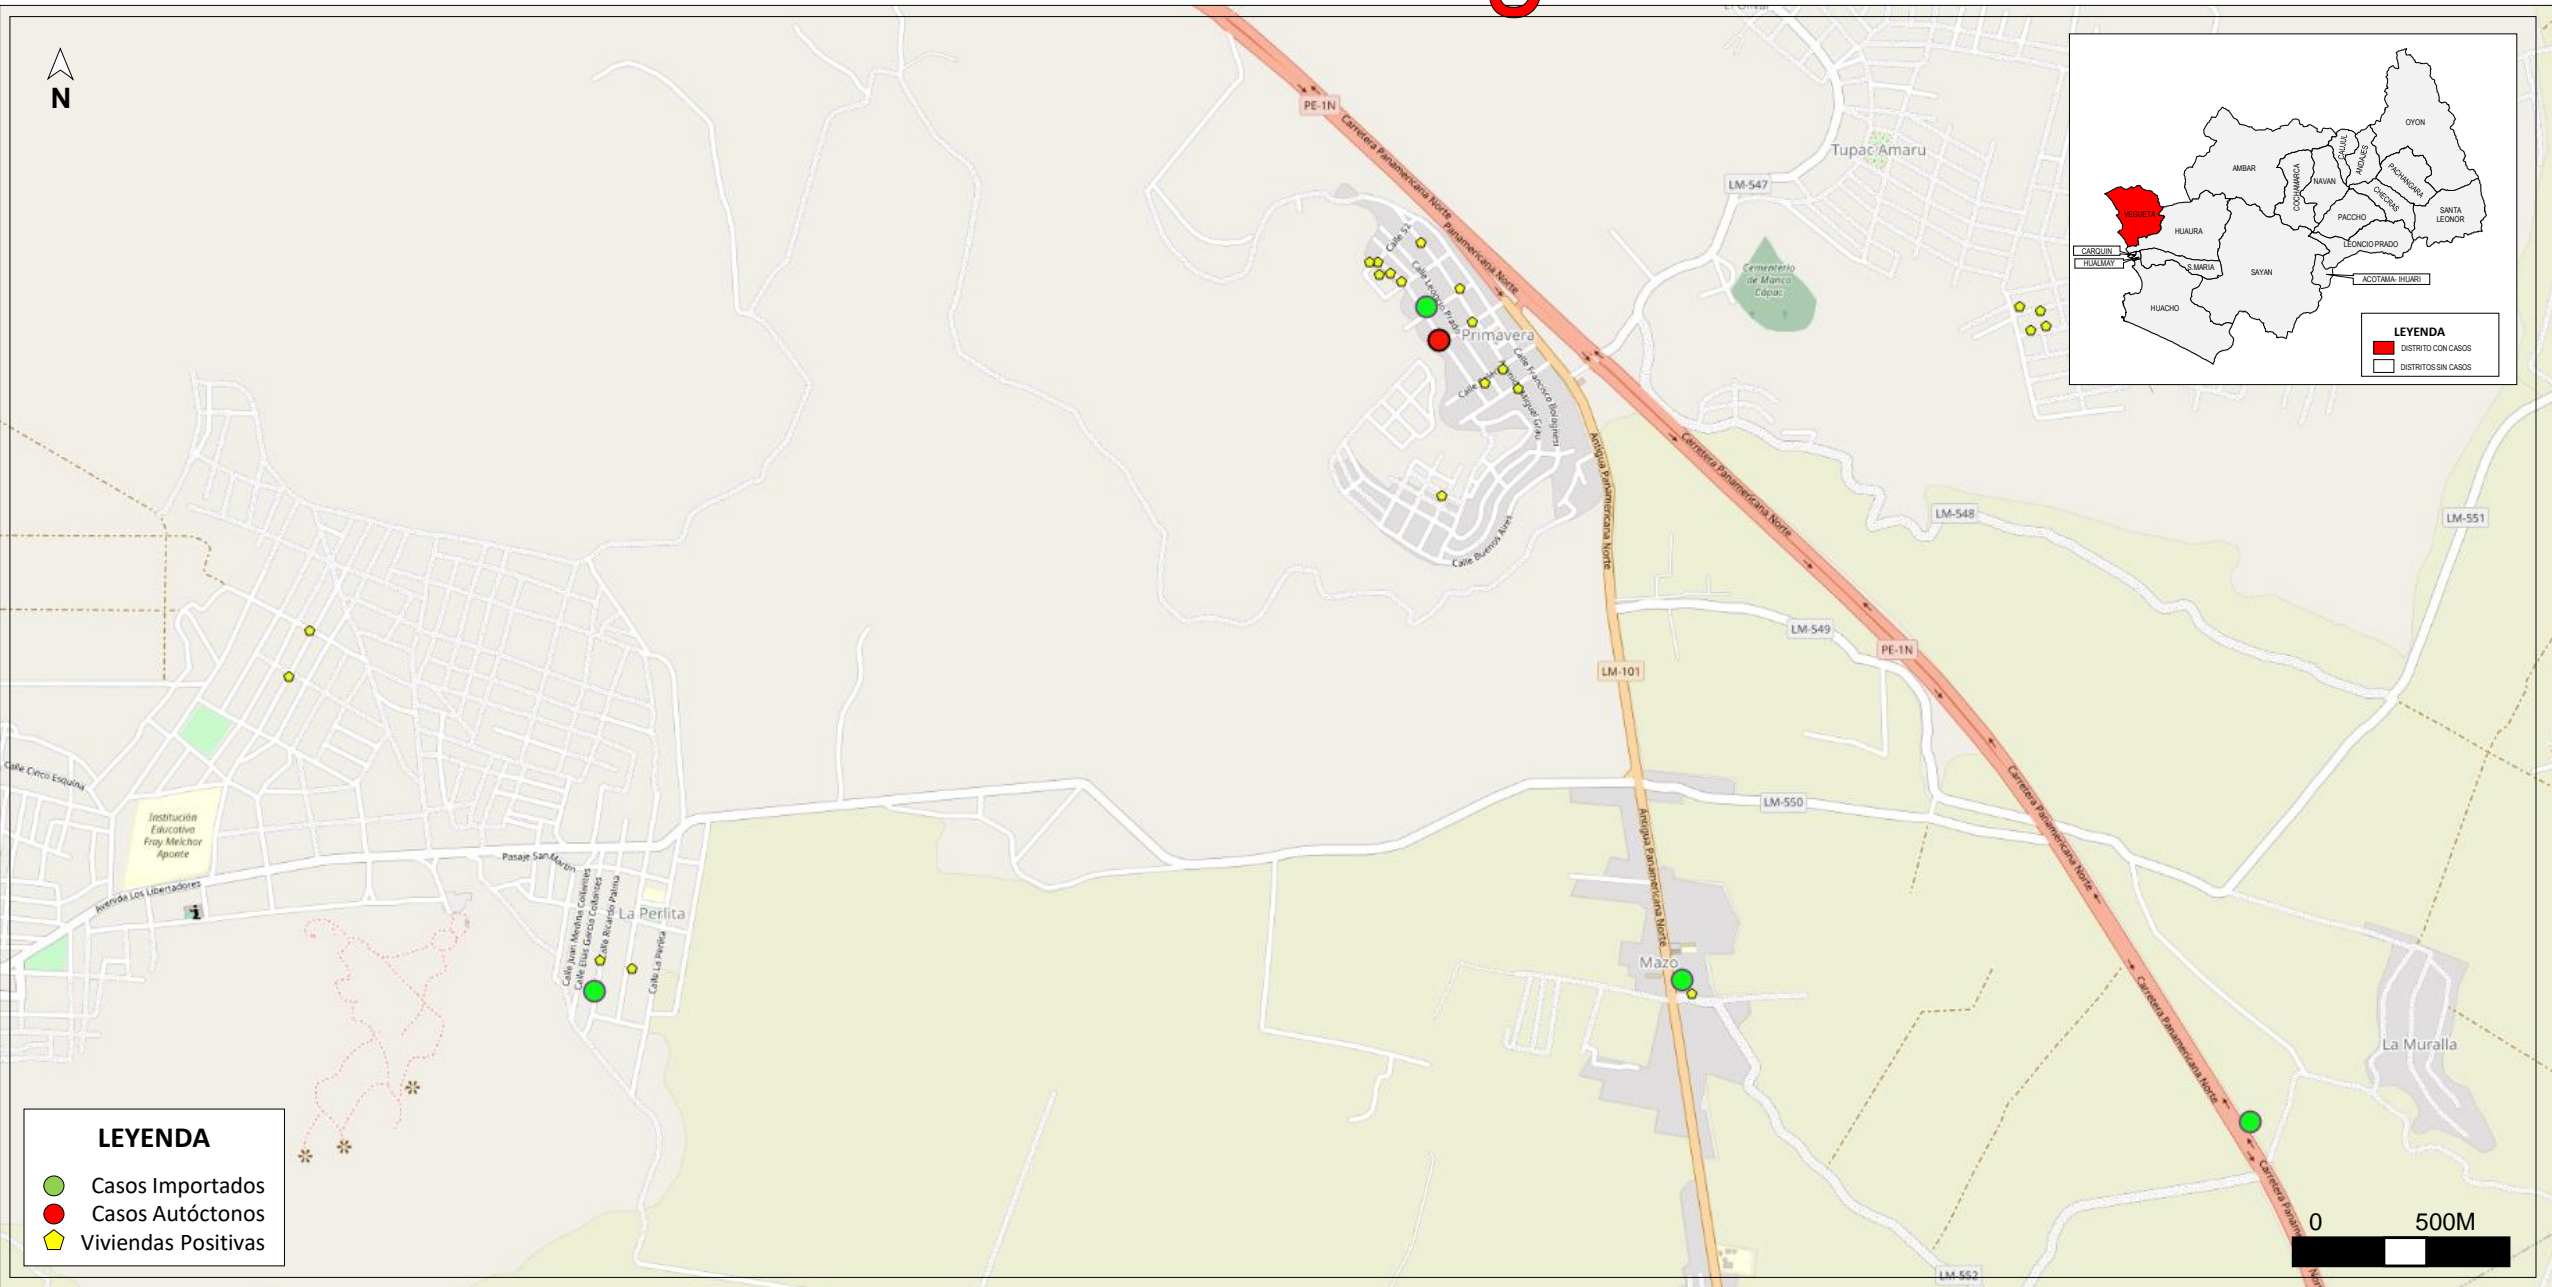 N
PE-1N
Carretera Panamericana Norte
Panamericana Norte
Tupac Amaru
LM-547
Cementerio
de Manco
Cápac
Calle 52
Calle Leoncio Prado
Primavera
Calle Francisco Bolognesi
Miguel Grau
Calle Buenos Aires
Antigua Panamericana Norte
Carretera Panamericana Norte
LM-548
LM-551
LM-549
PE-1N
LM-101
LM-550
Antigua Panamericana Norte
Carretera Panamericana Norte
Carretera Panamericana Norte
Mazo
La Muralla
LM-552
Calle Cinco Esquina
Institución
Educativa
Fray Melchor
Aponte
Avenida Los Libertadores
Pasaje San Martín
Calle Juan Medina Collantes
Calle Elías García Collantes
Calle Ricardo Palma
La Perlita
Calle La Perlita
OYON
AMBAR
CAUJUL
ANDAJES
NAVAN
COCHAMARCA
PACHANGARA
CHECRAS
PACCHO
SANTA
LEONOR
VEGUETA
HUAURA
LEONCIO PRADO
CARQUIN
HUALMAY
S.MARIA
SAYAN
ACOTAMA- IHUARI
HUACHO
LEYENDA
DISTRITO CON CASOS
DISTRITOS SIN CASOS
LEYENDA
Casos Importados
Casos Autóctonos
Viviendas Positivas
0 500M